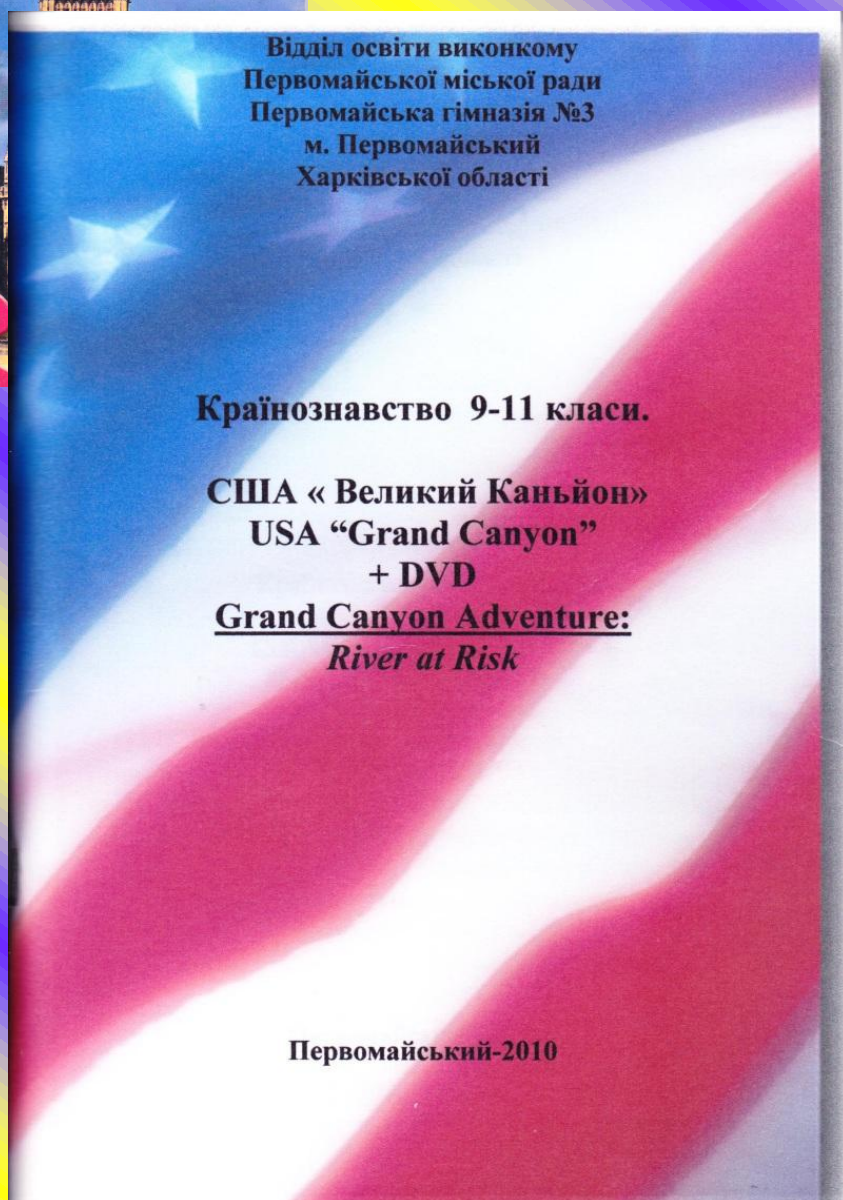 Відділ освіти виконкому
Первомайської міської ради
Первомайська гімназія №3
м. Первомайський
Харківської області
Країнознавство 9-11 класи.
США « Великий Каньйон»
USA “Grand Canyon”
+ DVD
Grand Canyon Adventure:
River at Risk
Первомайський-2010